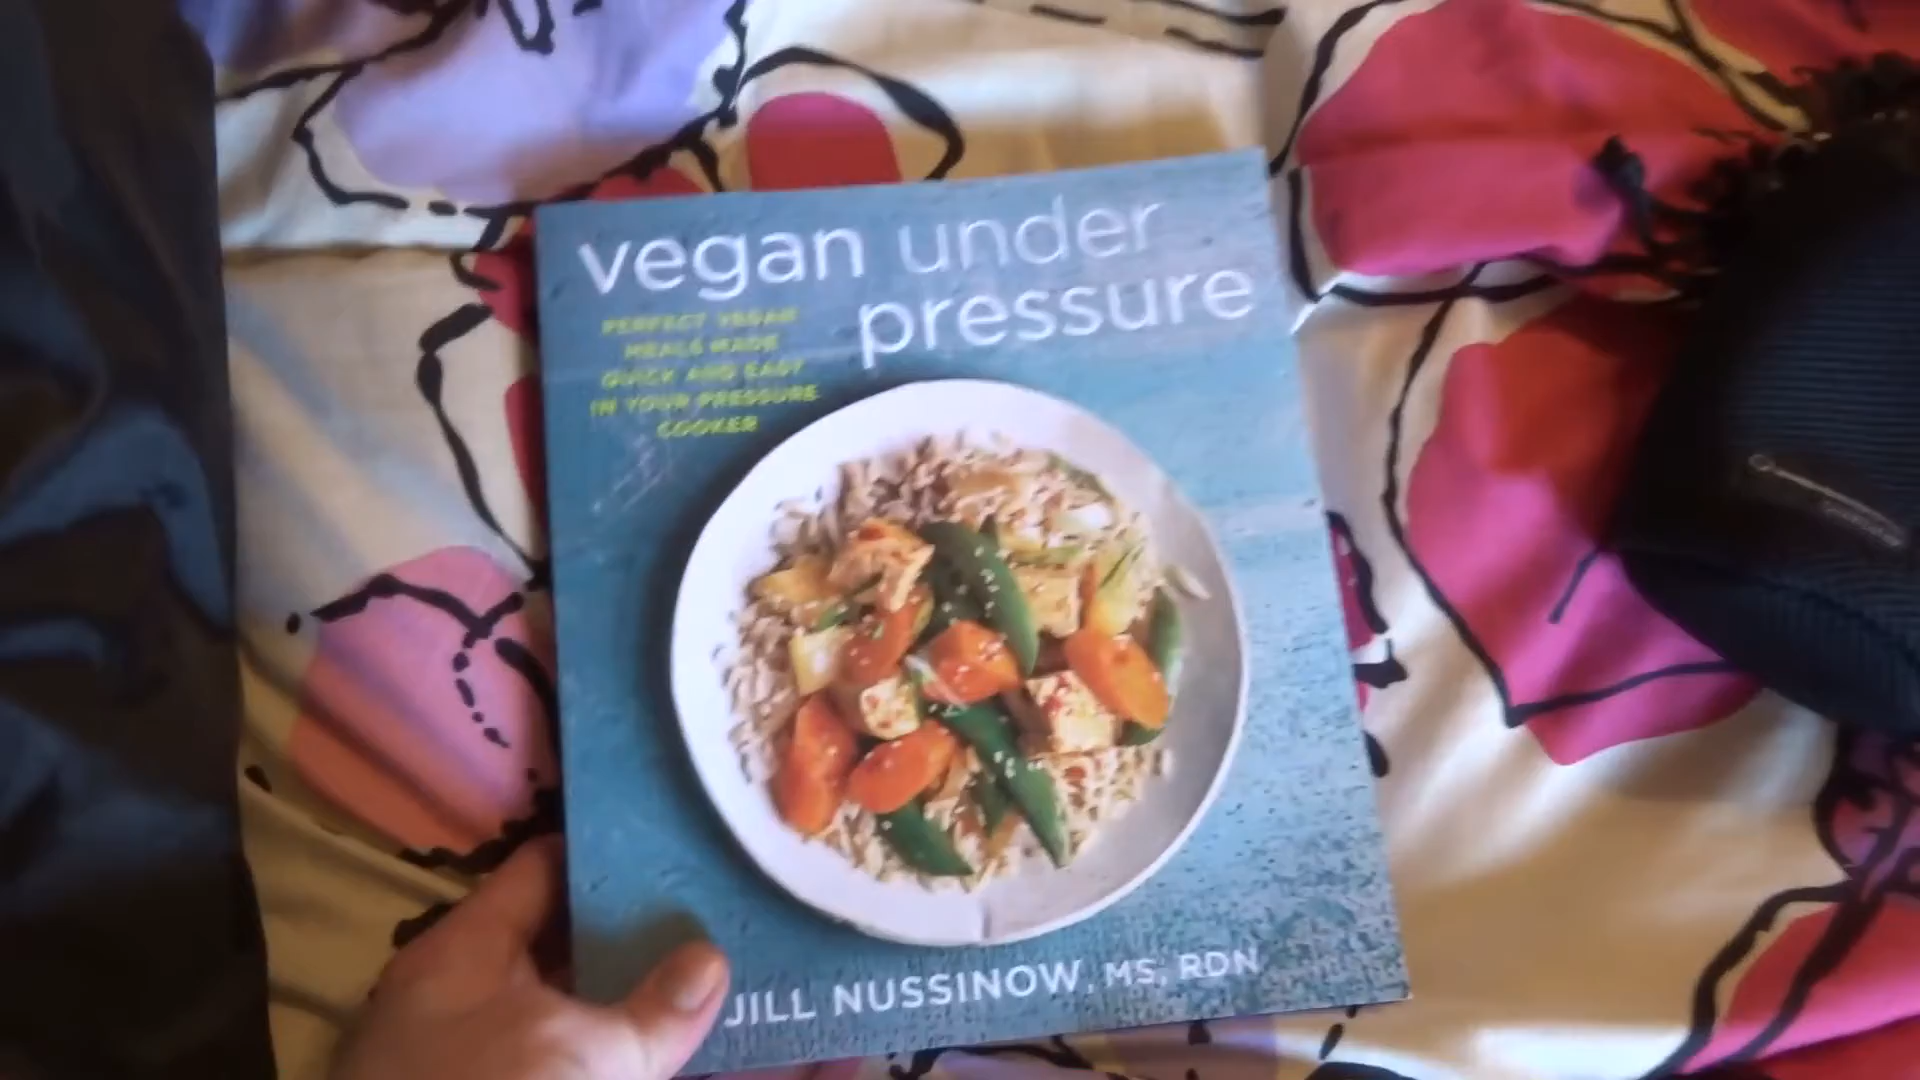 vegan under
pressure
PERFECT VEGAN
MEALS MADE
QUICK AND EASY
IN YOUR PRESSURE
COOKER
JILL NUSSINOW, MS, RDN